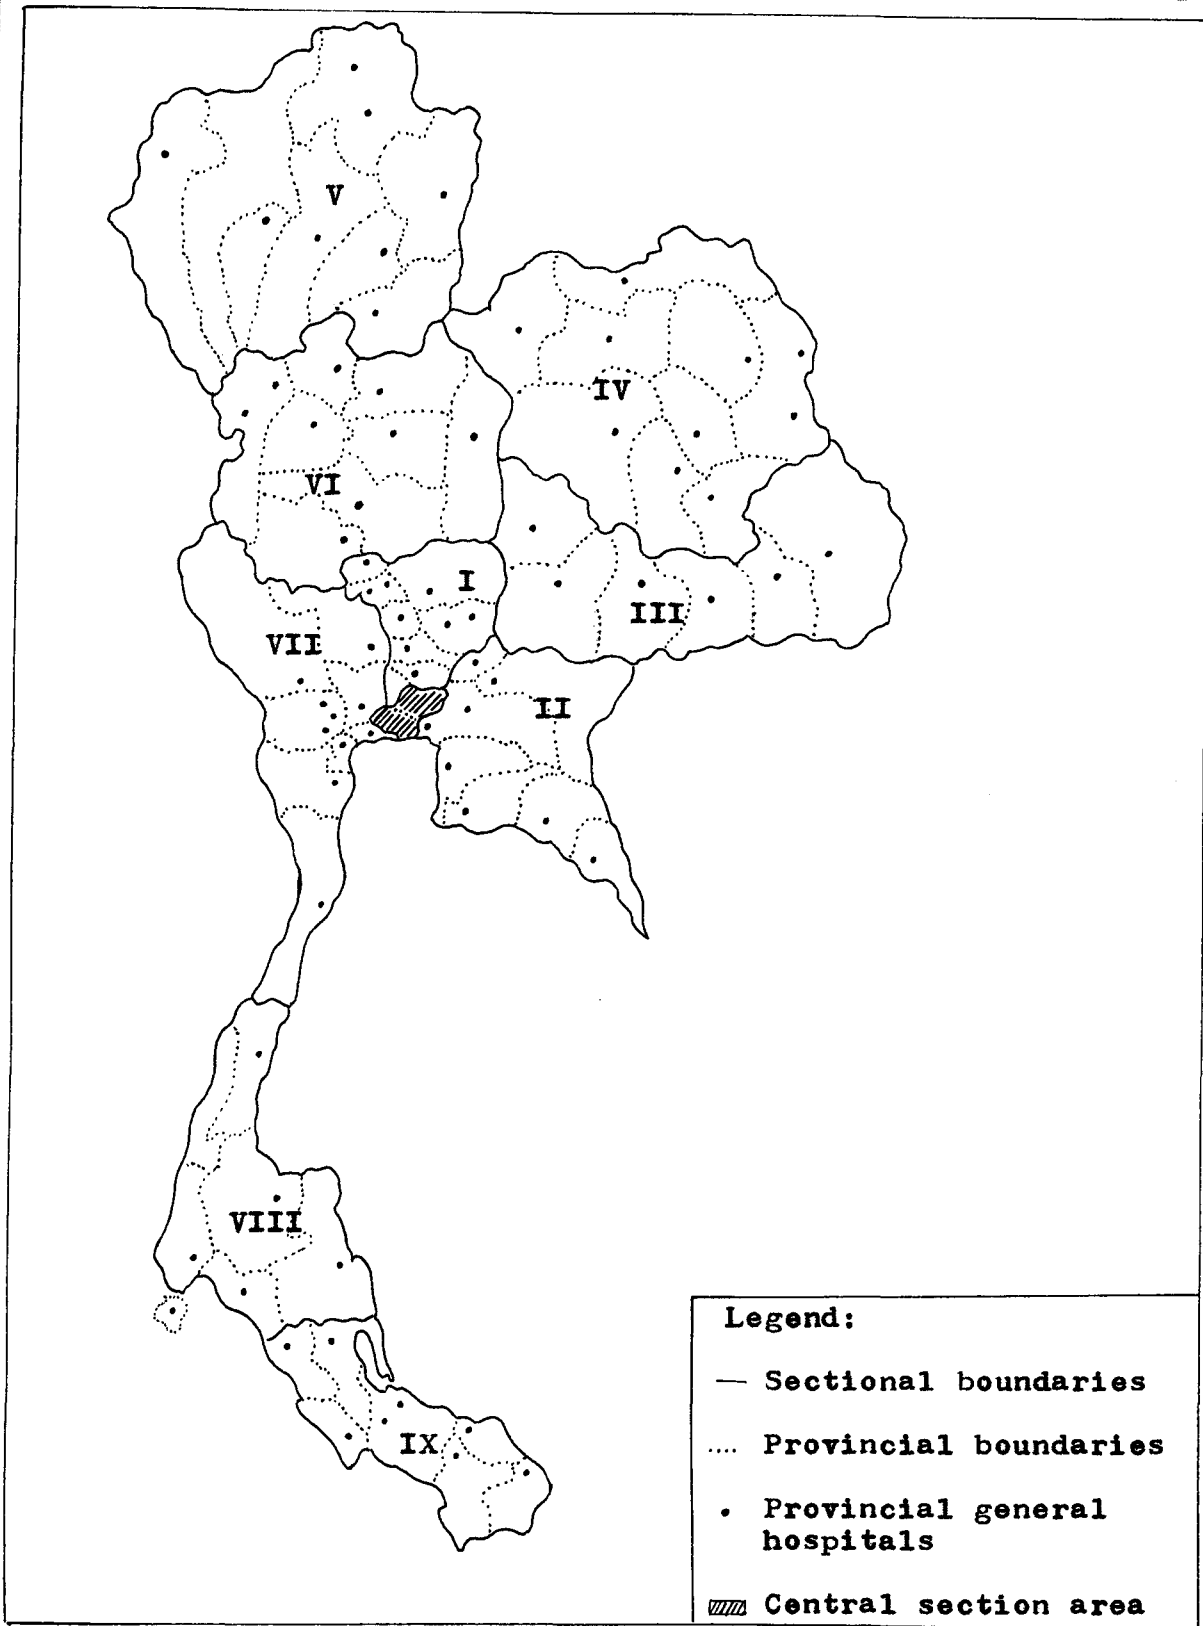 V
IV
VI
I
III
VII
II
VIII
IX
Legend:
— Sectional boundaries
.... Provincial boundaries
• Provincial general
hospitals
Central section area